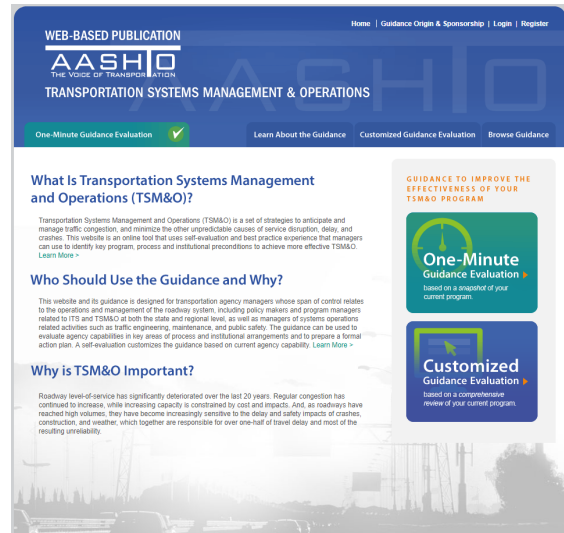 Home | Guidance Origin & Sponsorship | Login | Register
WEB-BASED PUBLICATION
AASHTO
THE VOICE OF TRANSPORTATION
AASHTO
TRANSPORTATION SYSTEMS MANAGEMENT & OPERATIONS
One-Minute Guidance Evaluation
Learn About the Guidance
Customized Guidance Evaluation
Browse Guidance
What Is Transportation Systems Management
and Operations (TSM&O)?
Transportation Systems Management and Operations (TSM&O) is a set of strategies to anticipate and
manage traffic congestion, and minimize the other unpredictable causes of service disruption, delay, and
crashes. This website is an online tool that uses self-evaluation and best practice experience that managers
can use to identify key program, process and institutional preconditions to achieve more effective TSM&O.
Learn More >
Who Should Use the Guidance and Why?
This website and its guidance is designed for transportation agency managers whose span of control relates
to the operations and management of the roadway system, including policy makers and program managers
related to ITS and TSM&O at both the state and regional level, as well as managers of systems operations
related activities such as traffic engineering, maintenance, and public safety. The guidance can be used to
evaluate agency capabilities in key areas of process and institutional arrangements and to prepare a formal
action plan. A self-evaluation customizes the guidance based on current agency capability. Learn More >
Why is TSM&O Important?
Roadway level-of-service has significantly deteriorated over the last 20 years. Regular congestion has
continued to increase, while increasing capacity is constrained by cost and impacts. And, as roadways have
reached high volumes, they have become increasingly sensitive to the delay and safety impacts of crashes,
construction, and weather, which together are responsible for over one-half of travel delay and most of the
resulting unreliability.
GUIDANCE TO IMPROVE THE
EFFECTIVENESS OF YOUR
TSM&O PROGRAM
One-Minute
Guidance Evaluation
based on a snapshot of your
current program.
Customized
Guidance Evaluation
based on a comprehensive
review of your current program.